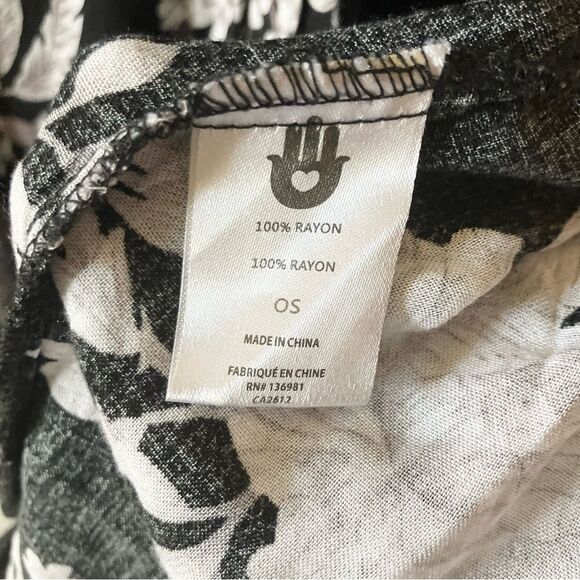 100% RAYON
100% RAYON
OS
MADE IN CHINA
FABRIQUÉ EN CHINE
RN# 136981
CA2612